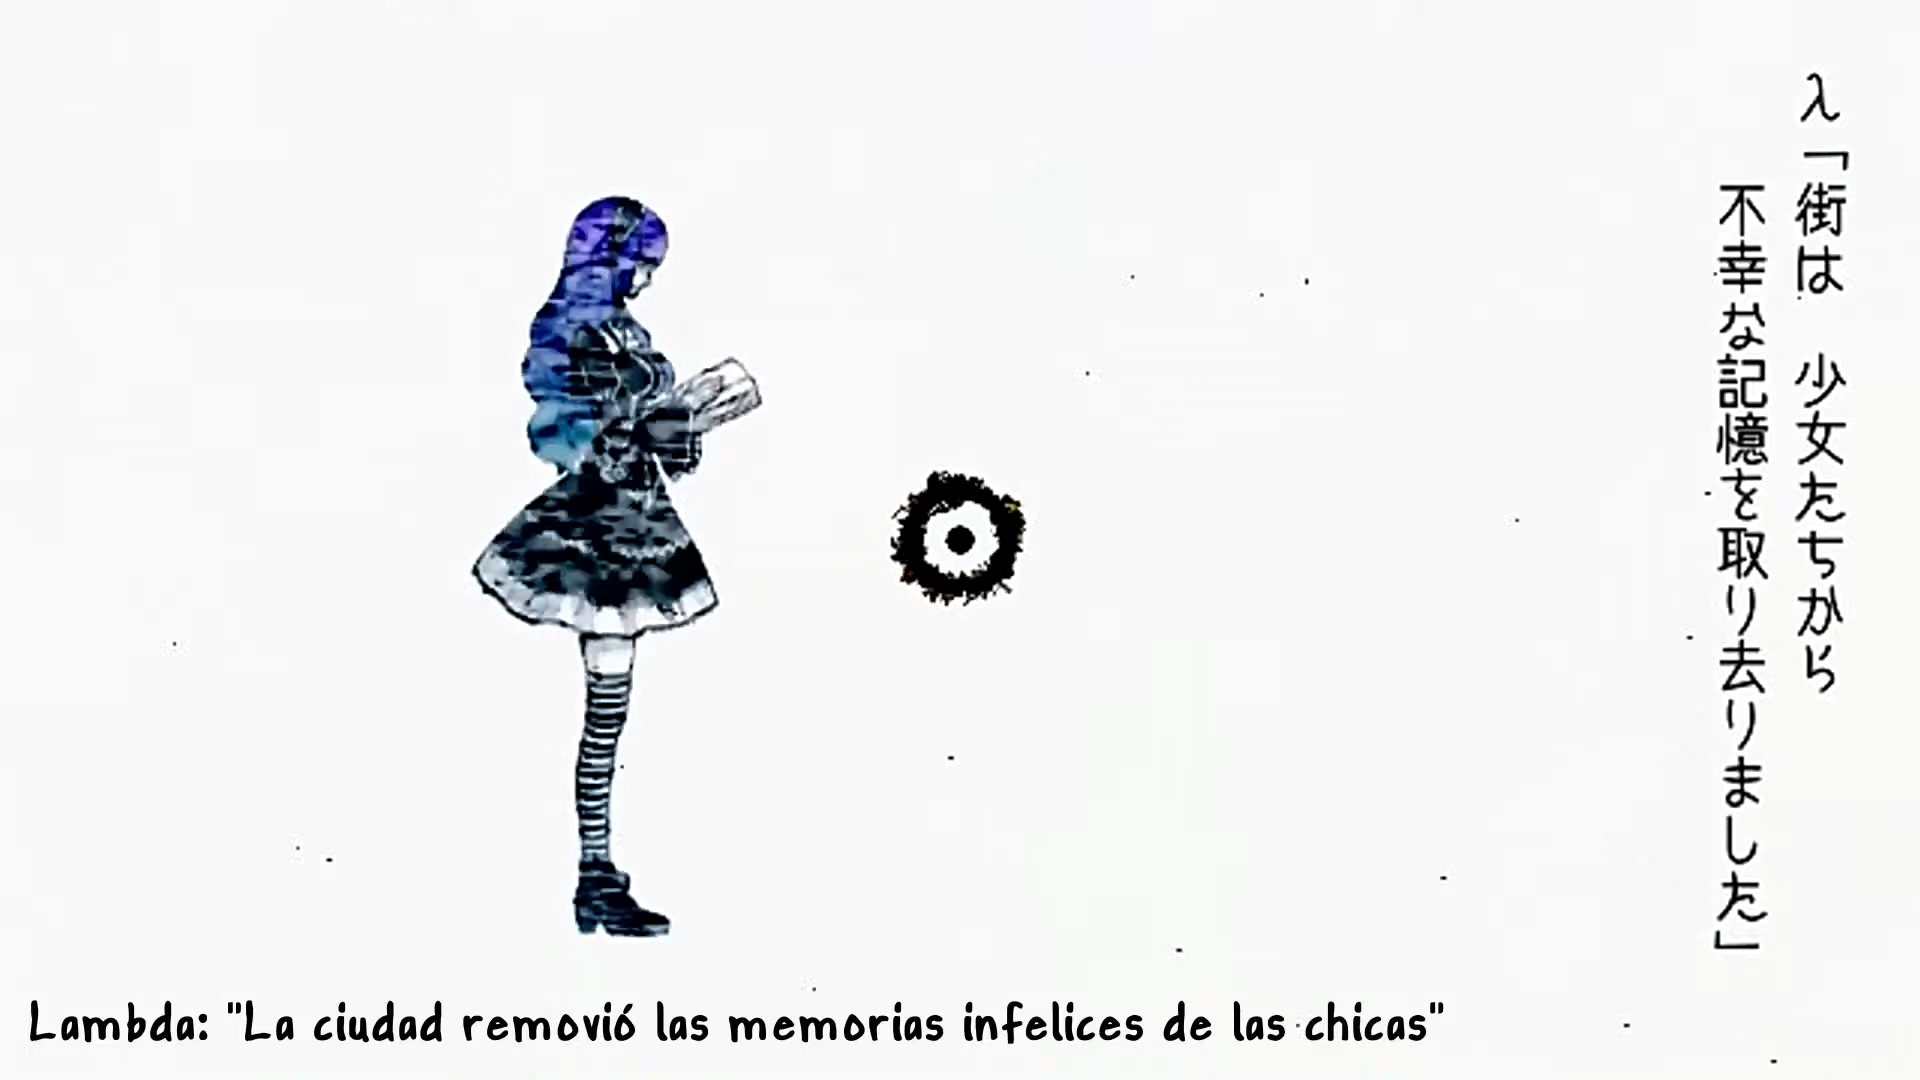 λ「街は　少女たちから
不幸な記憶を取り去りました」
Lambda: "La ciudad removió las memorias infelices de las chicas"